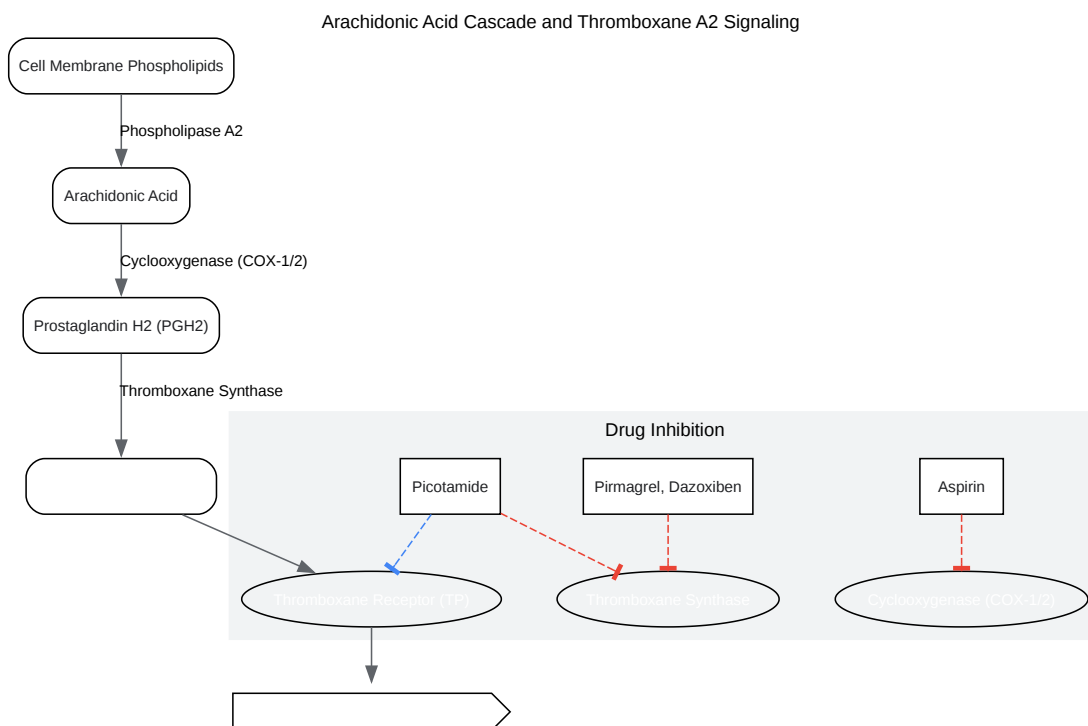 Arachidonic Acid Cascade and Thromboxane A2 Signaling
Cell Membrane Phospholipids
Phospholipase A2
Arachidonic Acid
Cyclooxygenase (COX-1/2)
Prostaglandin H2 (PGH2)
Thromboxane Synthase
Drug Inhibition
Picotamide
Pirmagrel, Dazoxiben
Aspirin
Thromboxane Receptor (TP)
Thromboxane Synthase
Cyclooxygenase (COX-1/2)